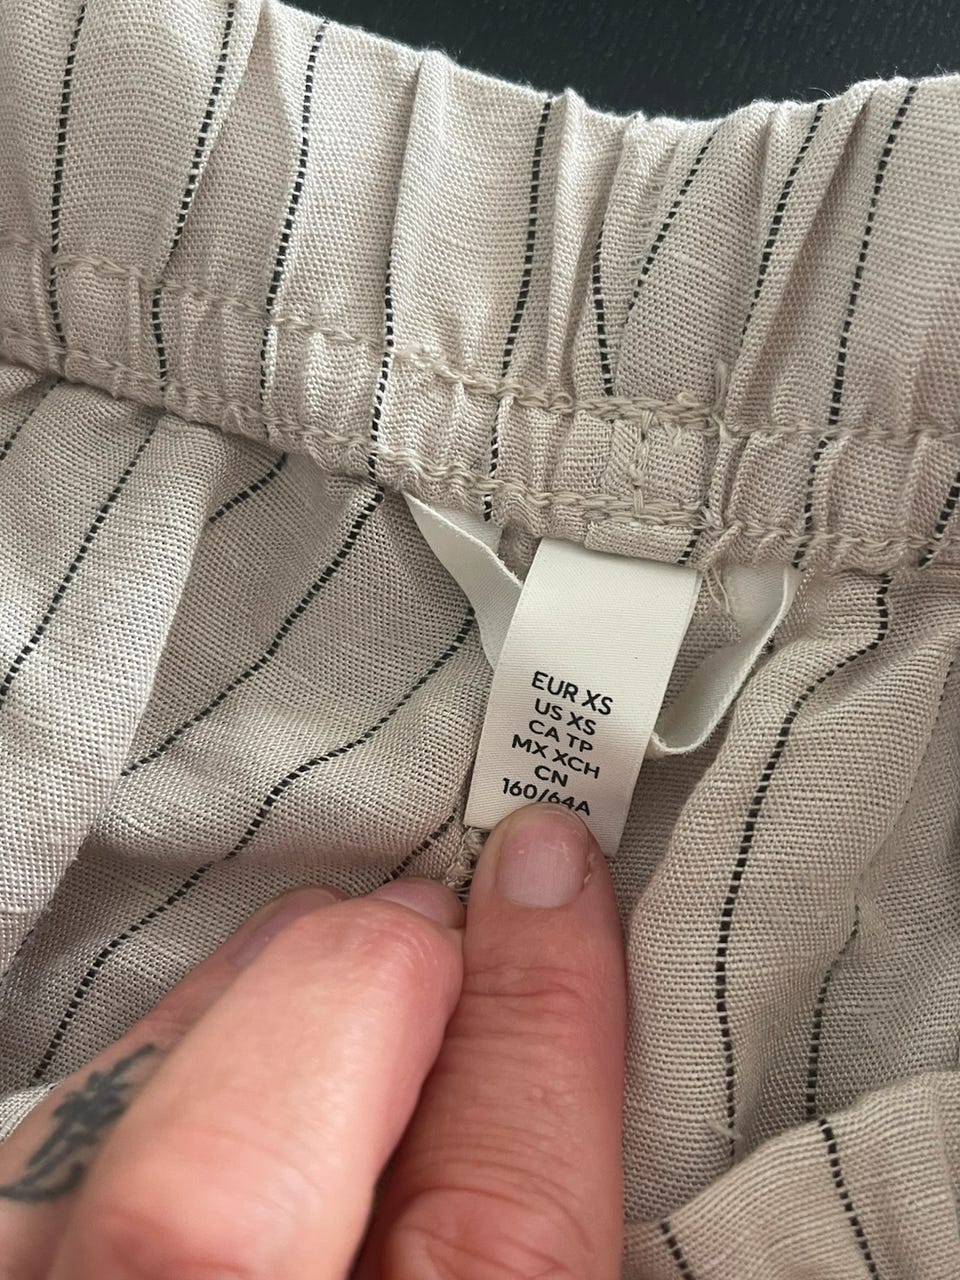 EUR XS
US XS
CA TP
MX XCH
CN
160/64A